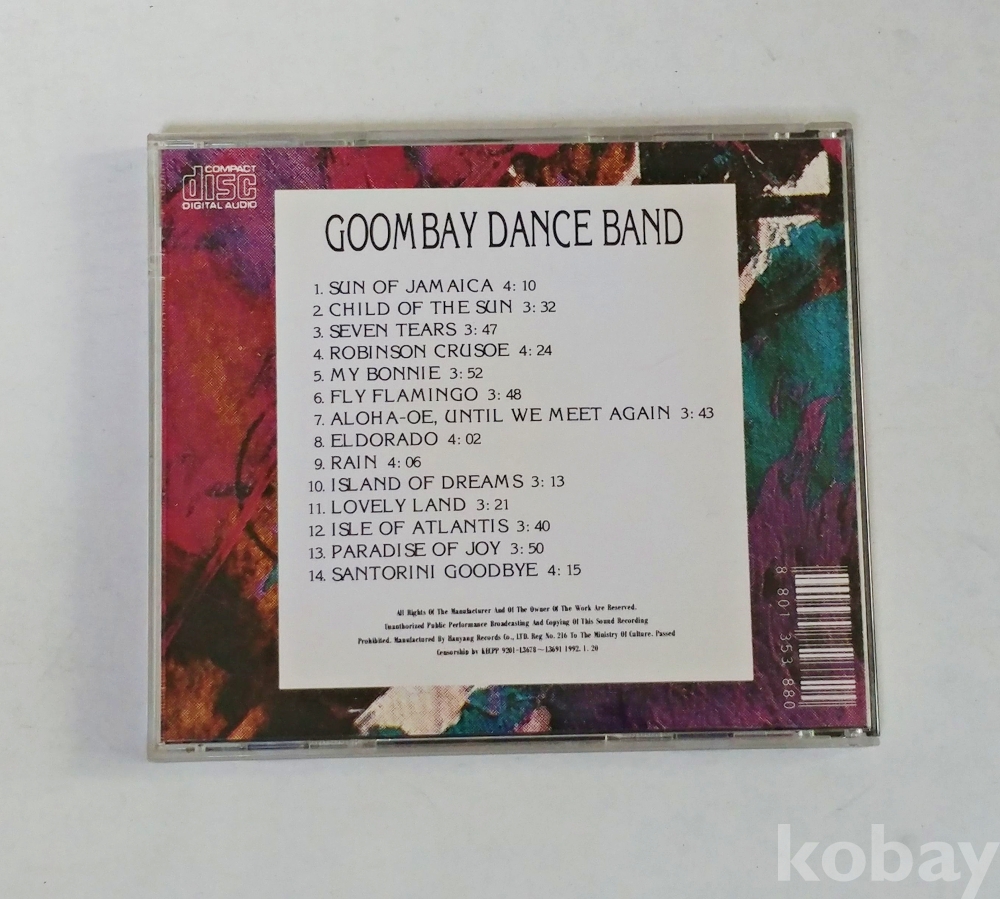 COMPACT
disc
DIGITAL AUDIO
GOOMBAY DANCE BAND
1. SUN OF JAMAICA 4:10
2. CHILD OF THE SUN 3:32
3. SEVEN TEARS 3:47
4. ROBINSON CRUSOE 4:24
5. MY BONNIE 3:52
6. FLY FLAMINGO 3:48
7. ALOHA-OE, UNTIL WE MEET AGAIN 3:43
8. ELDORADO 4:02
9. RAIN 4:06
10. ISLAND OF DREAMS 3:13
11. LOVELY LAND 3:21
12. ISLE OF ATLANTIS 3:40
13. PARADISE OF JOY 3:50
14. SANTORINI GOODBYE 4:15
All Rights Of The Manufacturer And Of The Owner Of The Work Are Reserved.
Unauthorized Public Performance Broadcasting and Copying Of This Sound Recording
Prohibited. Manufactured By Hanyang Records Co., LTD. Reg No. 216 To The Ministry Of Culture. Passed
Censorship by KECPP 9201-L3678~L3691 1992. 1. 20
8 801 353 880
kobay